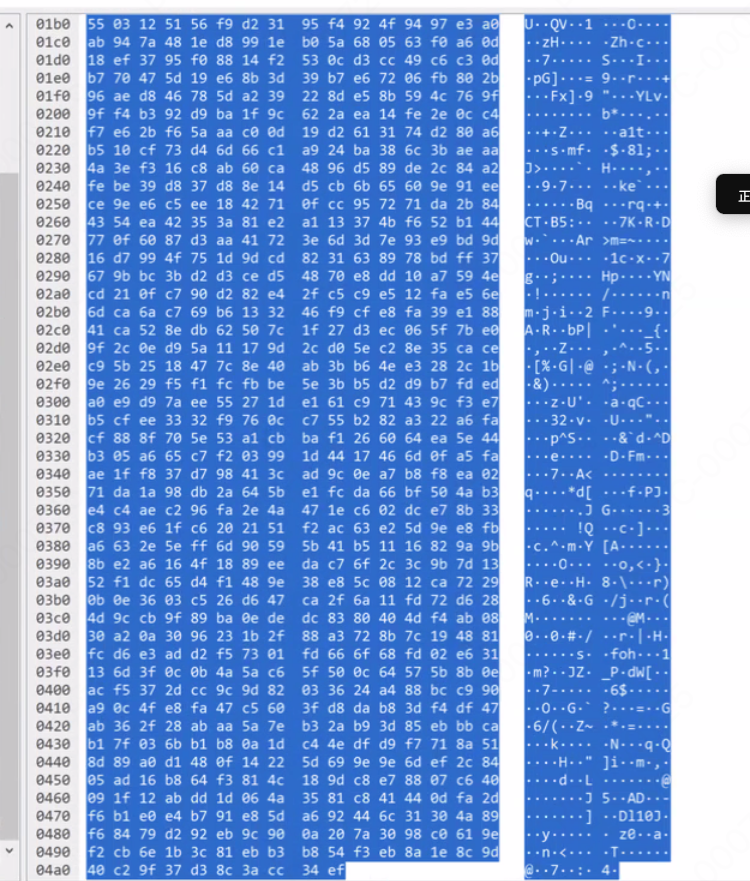 01b0 55 03 12 51 56 f9 d2 31 95 f4 92 4f 94 97 e3 a0 U··QV··1 ···O····
01c0 ab 94 7a 48 1e d8 99 1e b0 5a 68 05 63 f0 a6 0d ··zH···· ·Zh·c···
01d0 18 ef 37 95 f0 88 14 f2 53 0c d3 cc 49 c6 c3 0d ··7····· S···I···
01e0 b7 70 47 5d 19 e6 8b 3d 39 b7 e6 72 06 fb 80 2b ·pG]···= 9··r···+
01f0 96 ae d8 46 78 5d a2 39 22 8d e5 8b 59 4c 76 9f ···Fx]·9 "···YLv·
0200 9f f4 b3 92 d9 ba 1f 9c 62 2a ea 14 fe 2e 0c c4 ········ b*···.··
0210 f7 e6 2b f6 5a aa c0 0d 19 d2 61 31 74 d2 80 a6 ··+·Z··· ··a1t···
0220 b5 10 cf 73 d4 6d 66 c1 a9 24 ba 38 6c 3b ae aa ···s·mf· ·$·8l;··
0230 4a 3e f3 16 c8 ab 60 ca 48 96 d5 89 de 2c 84 a2 J>····`· H····,··
0240 fe be 39 d8 37 d8 8e 14 d5 cb 6b 65 60 9e 91 ee ··9·7··· ··ke`···
0250 ce 9e e6 c5 ee 18 42 71 0f cc 95 72 71 da 2b 84 ······Bq ···rq·+·
0260 43 54 ea 42 35 3a 81 e2 a1 13 37 4b f6 52 b1 44 CT·B5:·· ··7K·R·D
0270 77 0f 60 87 d3 aa 41 72 3e 6d 3d 7e 93 e9 bd 9d w·`···Ar >m=~····
0280 16 d7 99 4f 75 1d 9d cd 82 31 63 89 78 bd ff 37 ···Ou··· ·1c·x··7
0290 67 9b bc 3b d2 d3 ce d5 48 70 e8 dd 10 a7 59 4e g··;···· Hp····YN
02a0 cd 21 0f c7 90 d2 82 e4 2f c5 c9 e5 12 fa e5 6e ·!······ /······n
02b0 6d ca 6a c7 69 b6 13 32 46 f9 cf e8 fa 39 e1 88 m·j·i··2 F····9··
02c0 41 ca 52 8e db 62 50 7c 1f 27 d3 ec 06 5f 7b e0 A·R··bP| ·'···_{·
02d0 9f 2c 0e d9 5a 11 17 9d 2c d0 5e c2 8e 35 ca ce ·,··Z··· ,·^··5··
02e0 c9 5b 25 18 47 7c 8e 40 ab 3b b6 4e e3 28 2c 1b ·[%·G|·@ ·;·N·(,·
02f0 9e 26 29 f5 f1 fc fb be 5e 3b b5 d2 d9 b7 fd ed ·&)····· ^;······
0300 a0 e9 d9 7a ee 55 27 1d e1 61 c9 71 43 9c f3 e7 ···z·U'· ·a·qC···
0310 b5 cf ee 33 32 f9 76 0c c7 55 b2 82 a3 22 a6 fa ···32·v· ·U···"··
0320 cf 88 8f 70 5e 53 a1 cb ba f1 26 60 64 ea 5e 44 ···p^S·· ··&`d·^D
0330 b3 05 a6 65 c7 f2 03 99 1d 44 17 46 6d 0f a5 fa ···e···· ·D·Fm···
0340 ae 1f f8 37 d7 98 41 3c ad 9c 0e a7 b8 f8 ea 02 ···7··A< ········
0350 71 da 1a 98 db 2a 64 5b e1 fc da 66 bf 50 4a b3 q····*d[ ···f·PJ·
0360 e4 c4 ae c2 96 fa 2e 4a 47 1e c6 02 dc e7 8b 33 ······.J G······3
0370 c8 93 e6 1f c6 20 21 51 f2 ac 63 e2 5d 9e e8 fb ····· !Q ··c·]···
0380 a6 63 2e 5e ff 6d 90 59 5b 41 b5 11 16 82 9a 9b ·c.^·m·Y [A······
0390 8b e2 a6 16 4f 18 89 ee da c7 6f 2c 3c 9b 7d 13 ····O··· ··o,<·}·
03a0 52 f1 dc 65 d4 f1 48 9e 38 e8 5c 08 12 ca 72 29 R··e··H· 8·\···r)
03b0 0b 0e 36 03 c5 26 d6 47 ca 2f 6a 11 fd 72 d6 28 ··6··&·G ·/j··r·(
03c0 4d 9c cb 9f 89 ba 0e de dc 83 80 40 4d f4 ab 08 M······· ···@M···
03d0 30 a2 0a 30 96 23 1b 2f 88 a3 72 8b 7c 19 48 81 0··0·#·/ ··r·|·H·
03e0 fc d6 e3 ad d2 f5 73 01 fd 66 6f 68 fd 02 e6 31 ······s· ·foh···1
03f0 13 6d 3f 0c 0b 4a 5a c6 5f 50 0c 64 57 5b 8b 0e ·m?··JZ· _P·dW[··
0400 ac f5 37 2d cc 9c 9d 82 03 36 24 a4 88 bc c9 90 ··7-···· ·6$·····
0410 a9 0c 4f e8 fa 47 c5 60 3f d8 da b8 3d f4 df 47 ··O··G·` ?···=··G
0420 ab 36 2f 28 ab aa 5a 7e b3 2a b9 3d 85 eb bb ca ·6/(··Z~ ·*·=····
0430 b1 7f 03 6b b1 b8 0a 1d c4 4e df d9 f7 71 8a 51 ···k···· ·N···q·Q
0440 8d 89 a0 d1 48 0f 14 22 5d 69 9e 9e 6d ef 2c 84 ····H··" ]i··m·,·
0450 05 ad 16 b8 64 f3 81 4c 18 9d c8 e7 88 07 c6 40 ····d··L ·······@
0460 09 1f 12 ab dd 1d 06 4a 35 81 c8 41 44 0d fa 2d ·······J 5··AD··-
0470 f6 b1 e0 e4 b7 91 e8 5d a6 92 44 6c 31 30 4a 89 ·······] ··Dl10J·
0480 f6 84 79 d2 92 eb 9c 90 0a 20 7a 30 98 c0 61 9e ··y····· · z0··a·
0490 f2 cb 6e 1b 3c 81 eb b3 b8 54 f3 eb 8a 1e 8c 9d ··n·<··· ·T······
04a0 40 c2 9f 37 d3 8c 3a cc 34 ef @··7··:· 4·